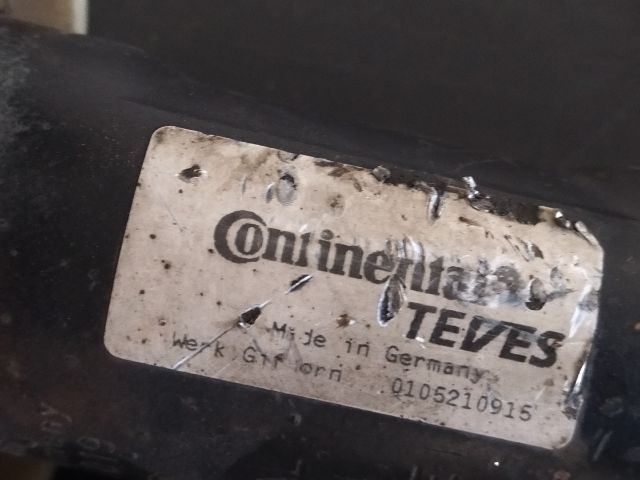 Continental
TEVES
Made in Germany
Werk Gifhorn 0105210915